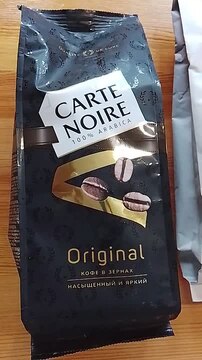 CARTE
NOIRE
100% ARABICA
Original
КОФЕ В ЗЕРНАХ
НАСЫЩЕННЫЙ И ЯРКИЙ